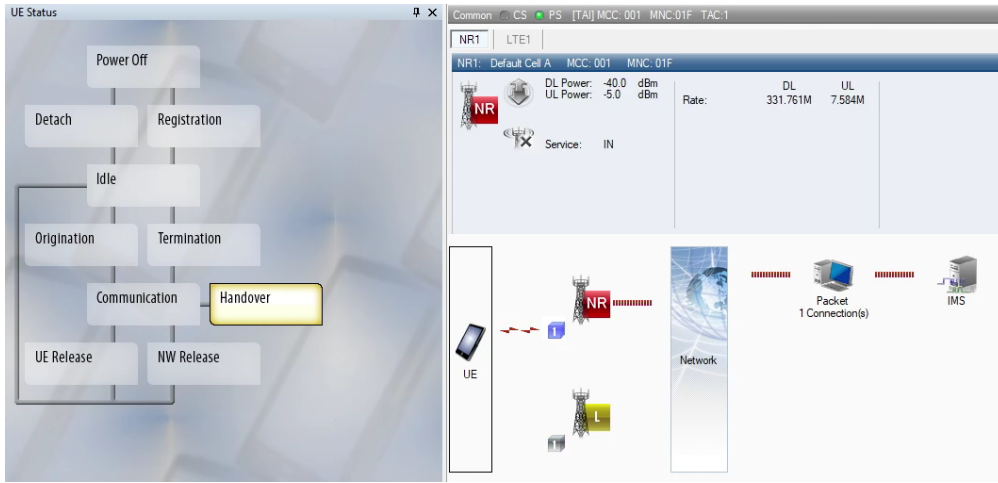 UE Status
Power Off
Detach
Registration
Idle
Origination
Termination
Communication
Handover
UE Release
NW Release
Common CS PS [TAI] MCC: 001 MNC:01F TAC:1
NR1 LTE1
NR1: Default Cell A MCC: 001 MNC: 01F
NR
DL Power: -40.0 dBm
UL Power: -5.0 dBm
Service: IN
DL UL
Rate: 331.761M 7.584M
UE
NR
1
L
1
Network
Packet
1 Connection(s)
IMS